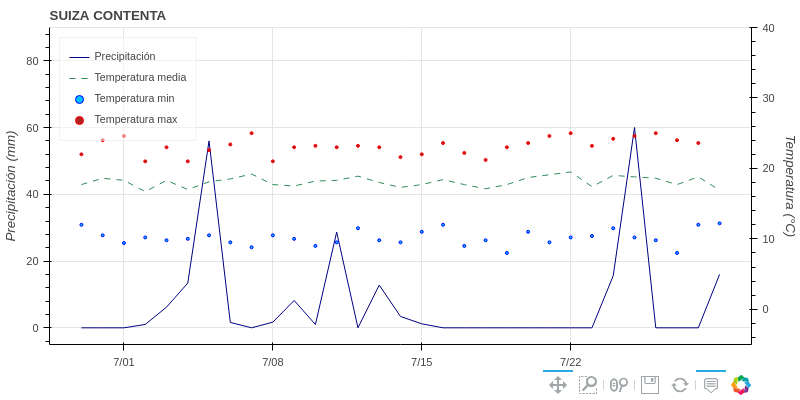 SUIZA CONTENTA
Precipitación
Temperatura media
Temperatura min
Temperatura max
Precipitación (mm)
80
60
40
20
0
Temperatura (°C)
40
30
20
10
0
7/01
7/08
7/15
7/22